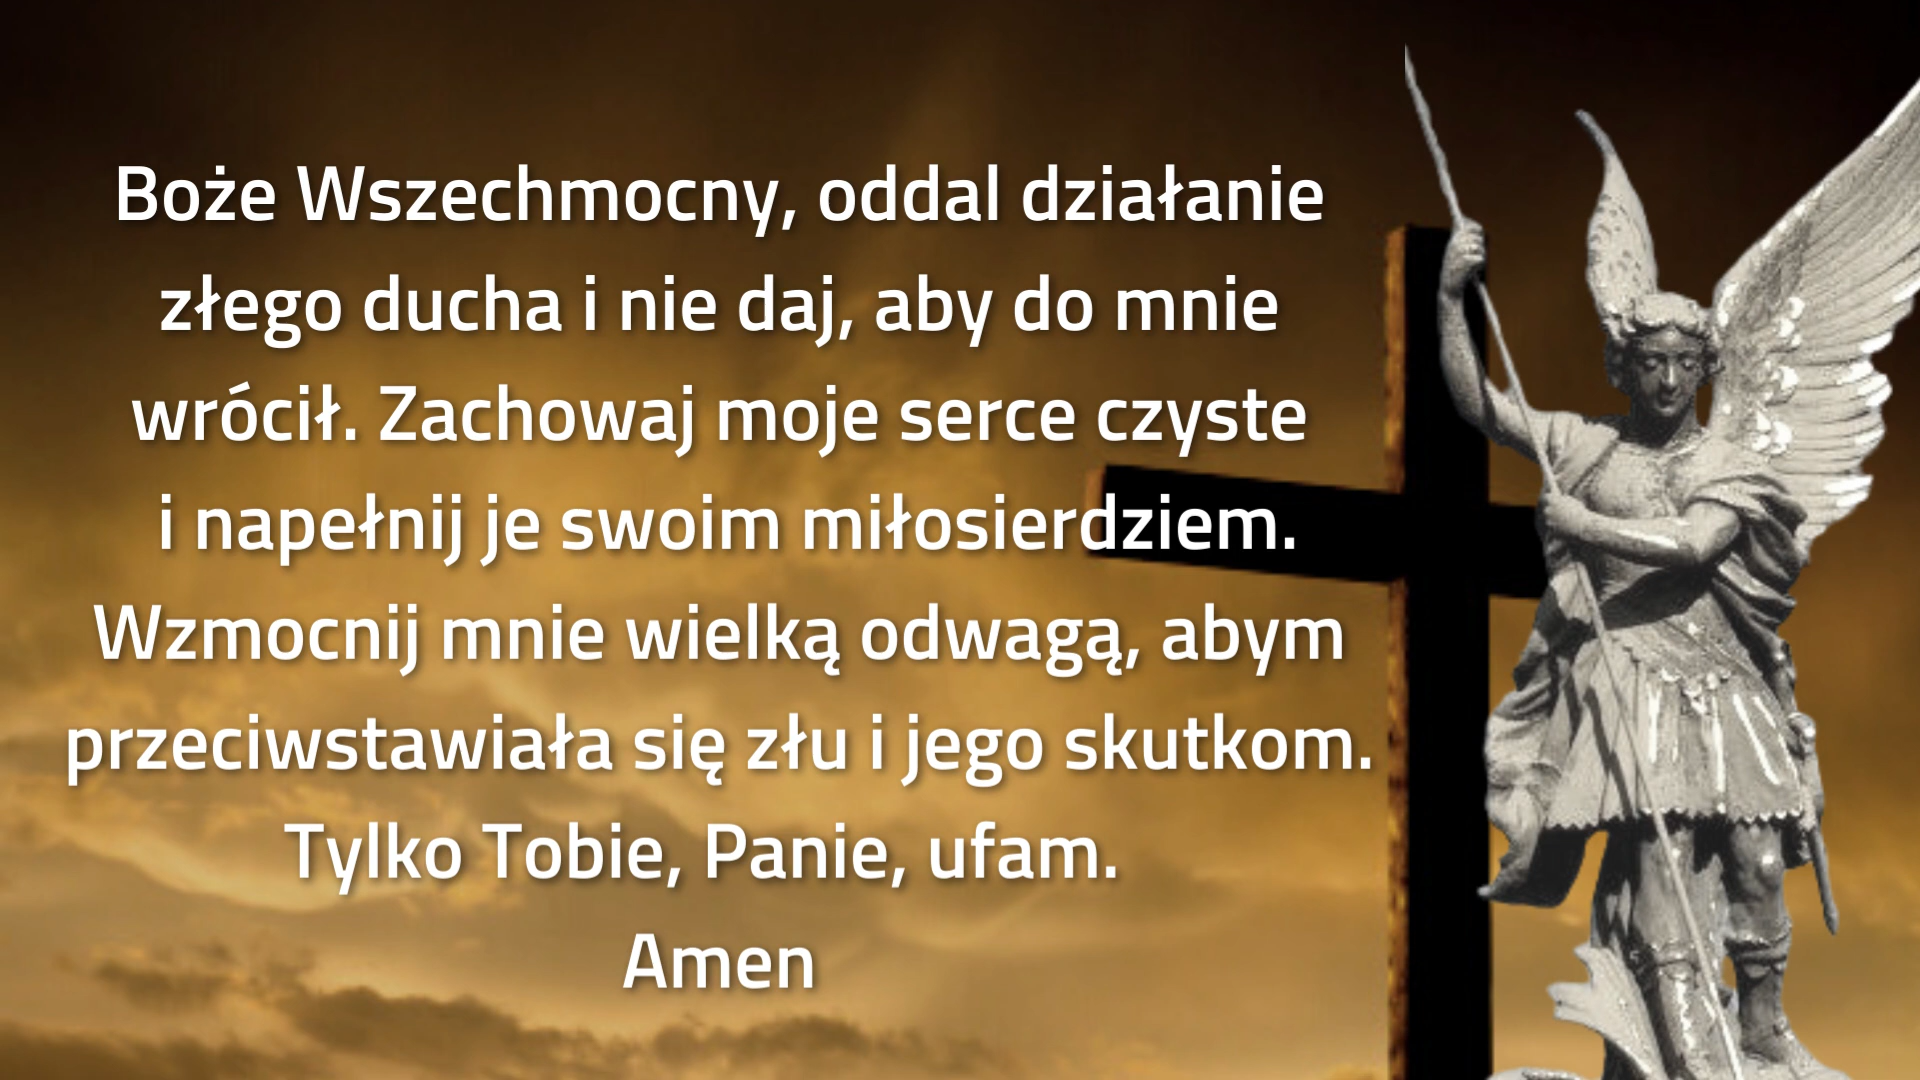 Boże Wszechmocny, oddal działanie
złego ducha i nie daj, aby do mnie
wrócił. Zachowaj moje serce czyste
i napełnij je swoim miłosierdziem.
Wzmocnij mnie wielką odwagą, abym
przeciwstawiała się złu i jego skutkom.
Tylko Tobie, Panie, ufam.
Amen